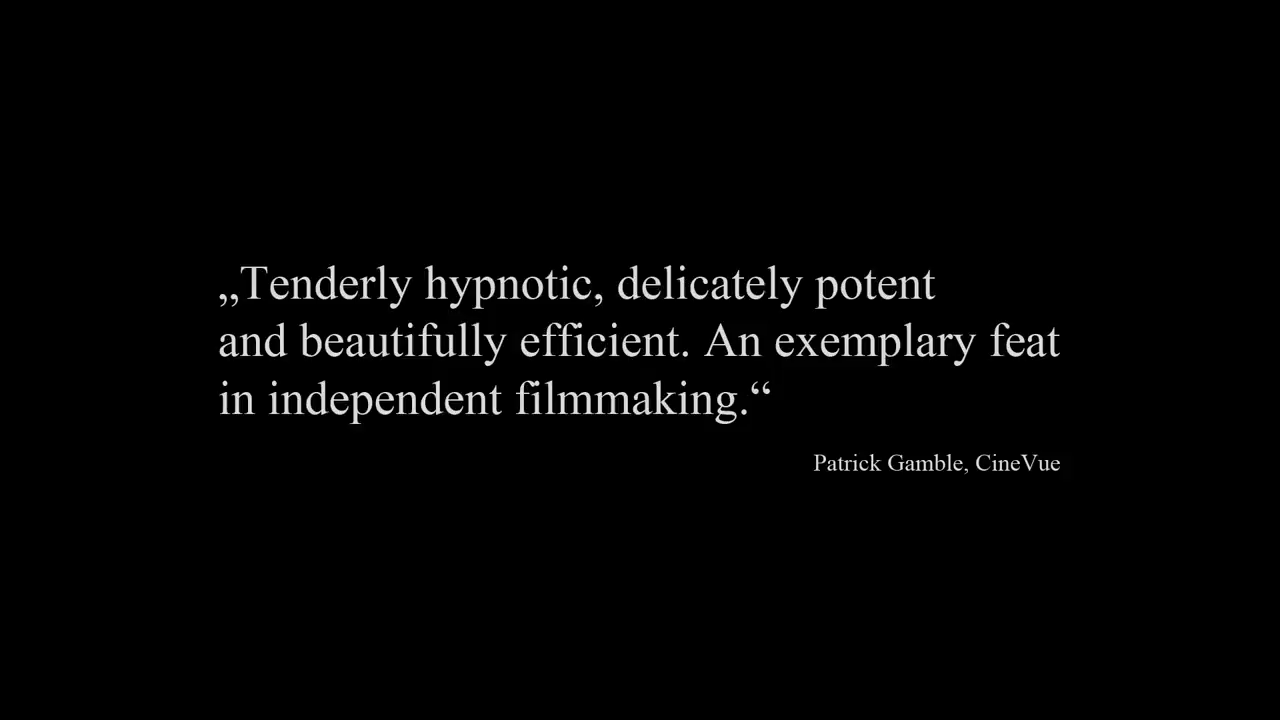 „Tenderly hypnotic, delicately potent
and beautifully efficient. An exemplary feat
in independent filmmaking.“
Patrick Gamble, CineVue